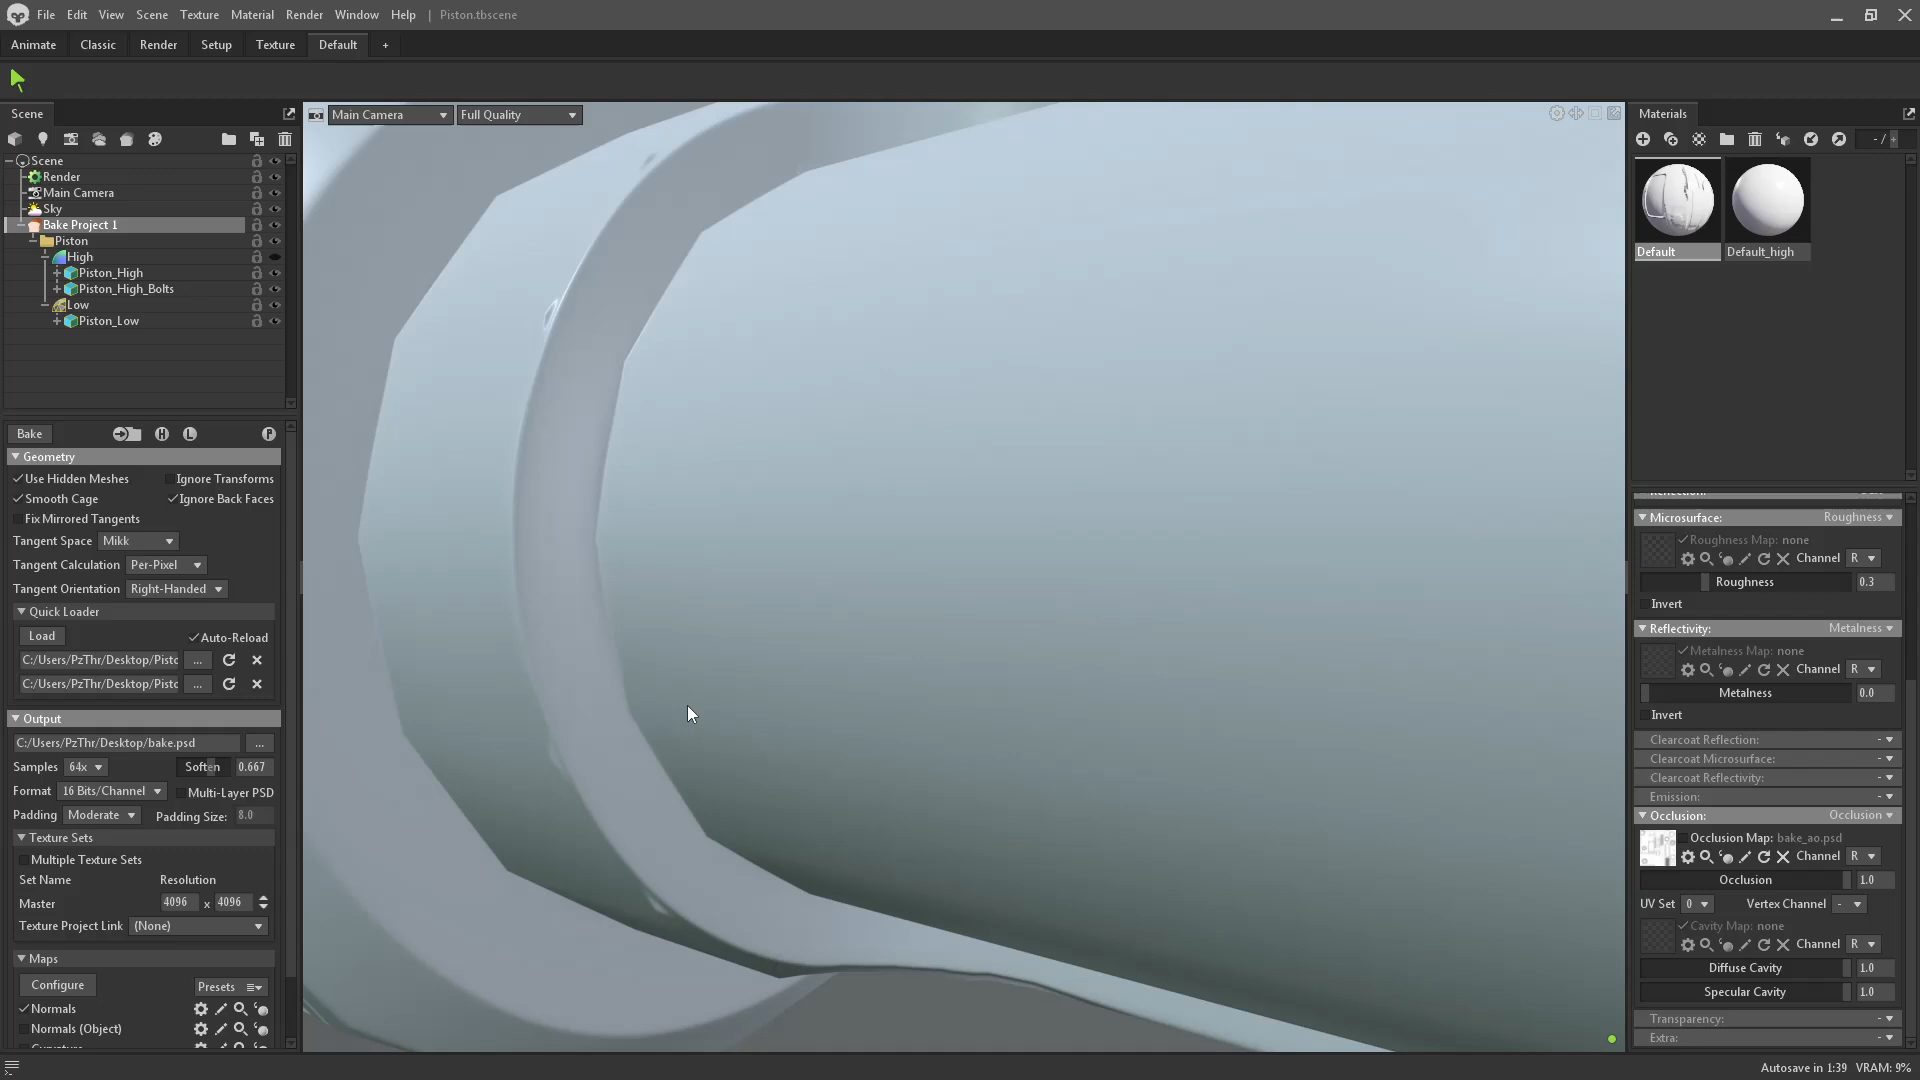 File Edit View Scene Texture Material Render Window Help | Piston.tbscene
Animate Classic Render Setup Texture Default +
Scene
Scene
Render
Main Camera
Sky
Bake Project 1
Piston
High
Piston_High
Piston_High_Bolts
Low
Piston_Low
Bake
H
L
P
Geometry
Use Hidden Meshes Ignore Transforms
Smooth Cage Ignore Back Faces
Fix Mirrored Tangents
Tangent Space Mikk
Tangent Calculation Per-Pixel
Tangent Orientation Right-Handed
Quick Loader
Load Auto-Reload
C:/Users/PzThr/Desktop/Pistc ...
C:/Users/PzThr/Desktop/Pistc ...
Output
C:/Users/PzThr/Desktop/bake.psd ...
Samples 64x Soften 0.667
Format 16 Bits/Channel Multi-Layer PSD
Padding Moderate Padding Size: 8.0
Texture Sets
Multiple Texture Sets
Set Name Resolution
Master 4096 x 4096
Texture Project Link (None)
Maps
Configure Presets
Normals
Normals (Object)
Main Camera Full Quality
Materials
- /
Default Default_high
Microsurface: Roughness
Roughness Map: none
Channel R
Roughness 0.3
Invert
Reflectivity: Metalness
Metalness Map: none
Channel R
Metalness 0.0
Invert
Clearcoat Reflection: -
Clearcoat Microsurface: -
Clearcoat Reflectivity: -
Emission: -
Occlusion: Occlusion
Occlusion Map: bake_ao.psd
Channel R
Occlusion 1.0
UV Set 0 Vertex Channel -
Cavity Map: none
Channel R
Diffuse Cavity 1.0
Specular Cavity 1.0
Transparency: -
Extra: -
Autosave in 1:39 VRAM: 9%